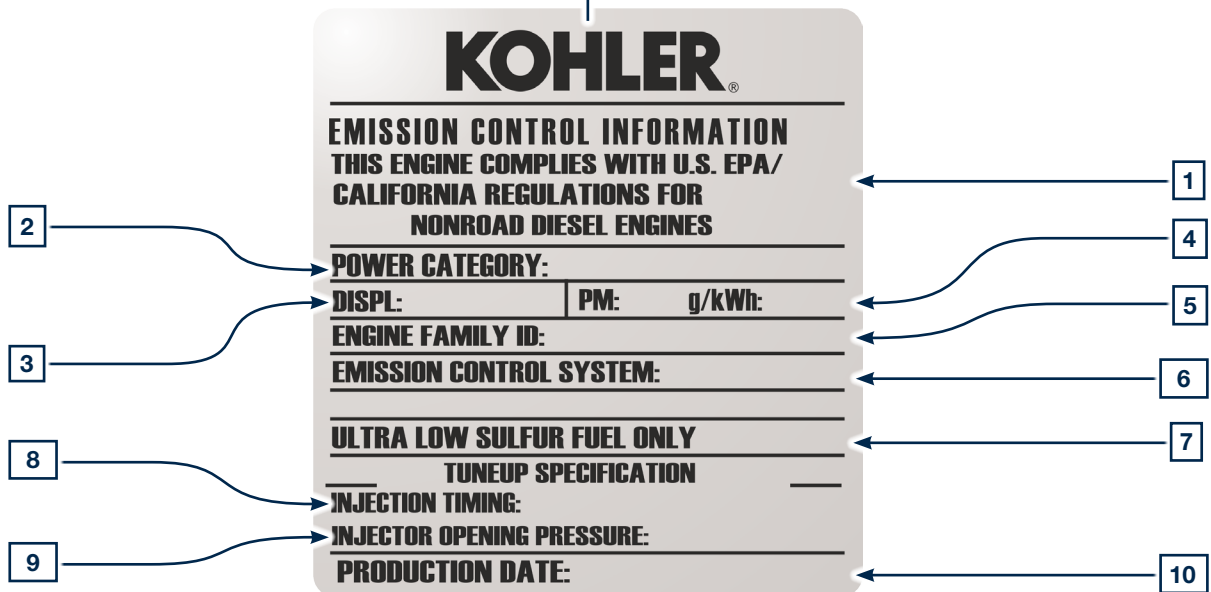 KOHLER®
EMISSION CONTROL INFORMATION
THIS ENGINE COMPLIES WITH U.S. EPA/
CALIFORNIA REGULATIONS FOR
NONROAD DIESEL ENGINES
1
2
POWER CATEGORY:
4
DISPL: PM: g/kWh:
5
ENGINE FAMILY ID:
3
EMISSION CONTROL SYSTEM:
6
ULTRA LOW SULFUR FUEL ONLY
7
8
TUNEUP SPECIFICATION
INJECTION TIMING:
INJECTOR OPENING PRESSURE:
9
PRODUCTION DATE:
10